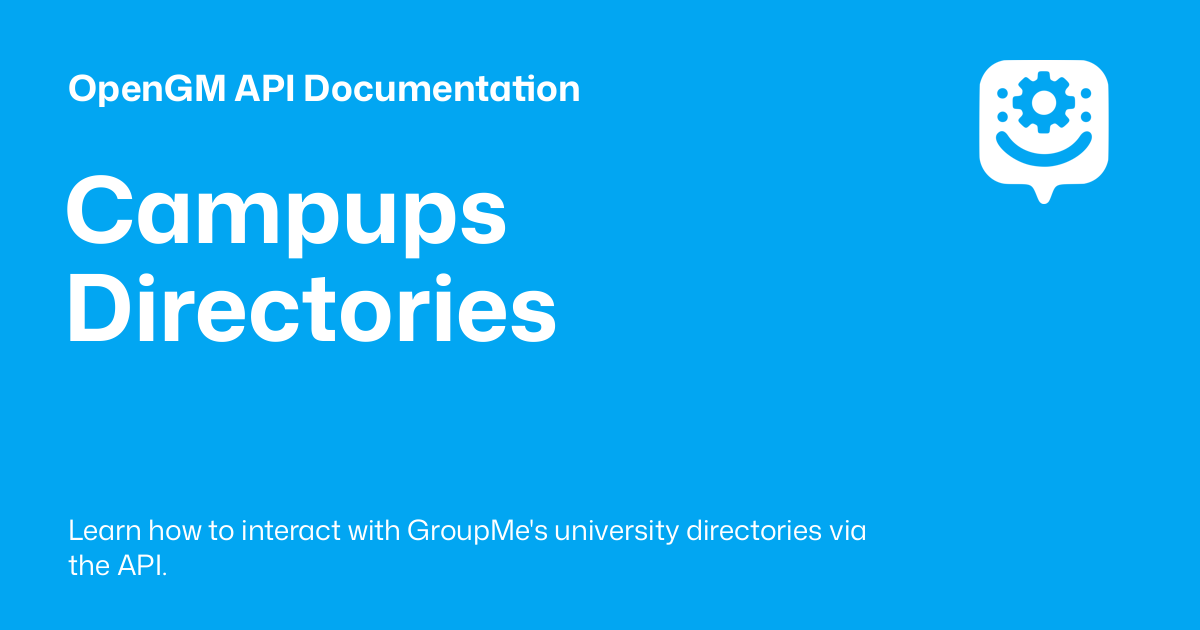 OpenGM API Documentation
Campups
Directories
Learn how to interact with GroupMe's university directories via
the API.